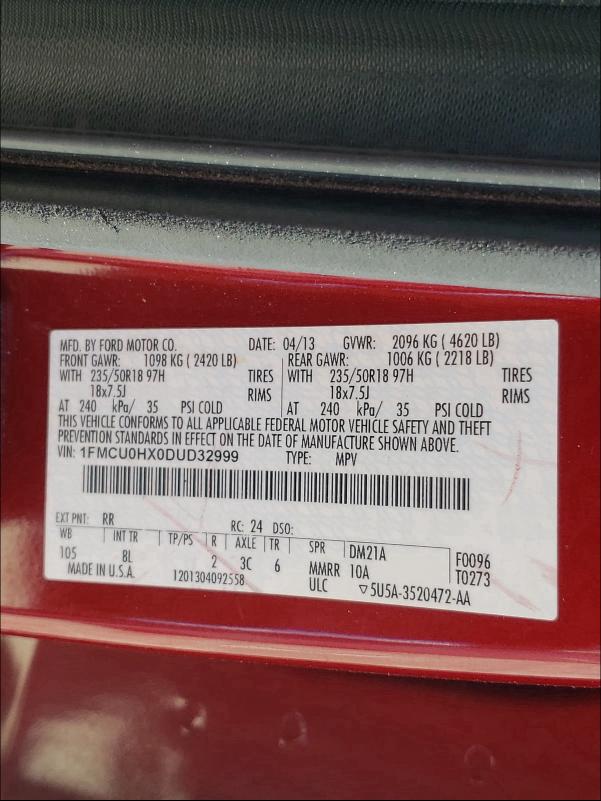 MFD. BY FORD MOTOR CO. DATE: 04/13 GVWR: 2096 KG ( 4620 LB)
FRONT GAWR: 1098 KG ( 2420 LB) REAR GAWR: 1006 KG ( 2218 LB)
WITH 235/50R18 97H TIRES WITH 235/50R18 97H TIRES
18x7.5J RIMS 18x7.5J RIMS
AT 240 kPa/ 35 PSI COLD AT 240 kPa/ 35 PSI COLD
THIS VEHICLE CONFORMS TO ALL APPLICABLE FEDERAL MOTOR VEHICLE SAFETY AND THEFT
PREVENTION STANDARDS IN EFFECT ON THE DATE OF MANUFACTURE SHOWN ABOVE.
VIN: 1FMCU0HX0DUD32999 TYPE: MPV
EXT PNT: RR RC: 24 DSO:
WB INT TR TP/PS R AXLE TR SPR DM21A F0096
105 8L 2 3C 6 MMRR 10A T0273
MADE IN U.S.A. 1201304092558 ULC ▽5U5A-3520472-AA